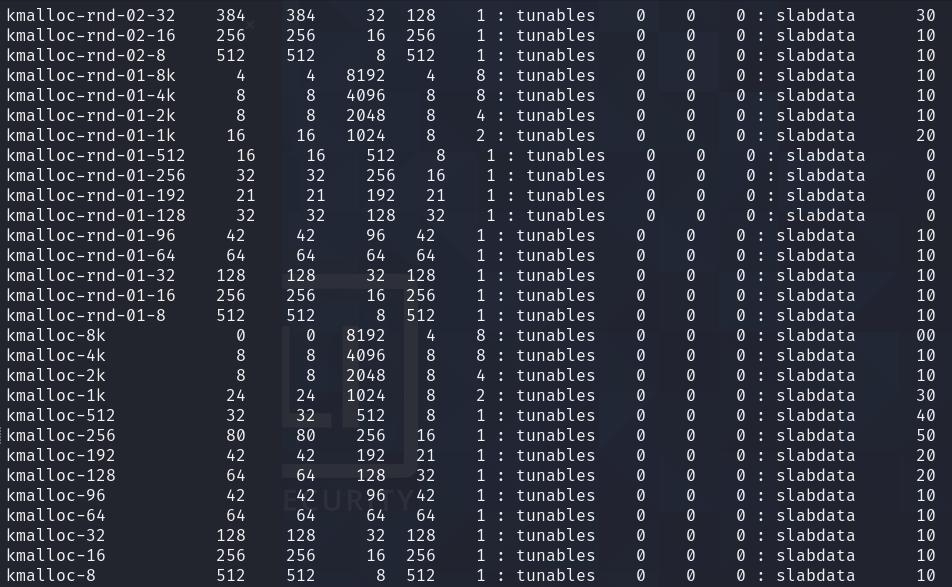 kmalloc-rnd-02-32 384 384 32 128 1 : tunables 0 0 0 : slabdata 30
kmalloc-rnd-02-16 256 256 16 256 1 : tunables 0 0 0 : slabdata 10
kmalloc-rnd-02-8 512 512 8 512 1 : tunables 0 0 0 : slabdata 10
kmalloc-rnd-01-8k 4 4 8192 4 8 : tunables 0 0 0 : slabdata 10
kmalloc-rnd-01-4k 8 8 4096 8 8 : tunables 0 0 0 : slabdata 10
kmalloc-rnd-01-2k 8 8 2048 8 4 : tunables 0 0 0 : slabdata 10
kmalloc-rnd-01-1k 16 16 1024 8 2 : tunables 0 0 0 : slabdata 20
kmalloc-rnd-01-512 16 16 512 8 1 : tunables 0 0 0 : slabdata 0
kmalloc-rnd-01-256 32 32 256 16 1 : tunables 0 0 0 : slabdata 0
kmalloc-rnd-01-192 21 21 192 21 1 : tunables 0 0 0 : slabdata 0
kmalloc-rnd-01-128 32 32 128 32 1 : tunables 0 0 0 : slabdata 0
kmalloc-rnd-01-96 42 42 96 42 1 : tunables 0 0 0 : slabdata 10
kmalloc-rnd-01-64 64 64 64 64 1 : tunables 0 0 0 : slabdata 10
kmalloc-rnd-01-32 128 128 32 128 1 : tunables 0 0 0 : slabdata 10
kmalloc-rnd-01-16 256 256 16 256 1 : tunables 0 0 0 : slabdata 10
kmalloc-rnd-01-8 512 512 8 512 1 : tunables 0 0 0 : slabdata 10
kmalloc-8k 0 0 8192 4 8 : tunables 0 0 0 : slabdata 00
kmalloc-4k 8 8 4096 8 8 : tunables 0 0 0 : slabdata 10
kmalloc-2k 8 8 2048 8 4 : tunables 0 0 0 : slabdata 10
kmalloc-1k 24 24 1024 8 2 : tunables 0 0 0 : slabdata 30
kmalloc-512 32 32 512 8 1 : tunables 0 0 0 : slabdata 40
kmalloc-256 80 80 256 16 1 : tunables 0 0 0 : slabdata 50
kmalloc-192 42 42 192 21 1 : tunables 0 0 0 : slabdata 20
kmalloc-128 64 64 128 32 1 : tunables 0 0 0 : slabdata 20
kmalloc-96 42 42 96 42 1 : tunables 0 0 0 : slabdata 10
ECURITY
kmalloc-64 64 64 64 64 1 : tunables 0 0 0 : slabdata 10
kmalloc-32 128 128 32 128 1 : tunables 0 0 0 : slabdata 10
kmalloc-16 256 256 16 256 1 : tunables 0 0 0 : slabdata 10
kmalloc-8 512 512 8 512 1 : tunables 0 0 0 : slabdata 10